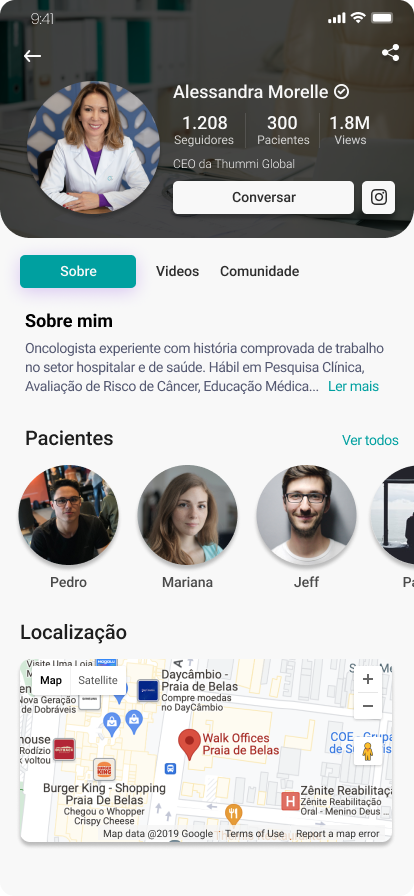 9:41
Alessandra Morelle
1.208 300 1.8M
Seguidores Pacientes Views
CEO da Thummi Global
Conversar
Sobre Videos Comunidade
Sobre mim
Oncologista experiente com história comprovada de trabalho
no setor hospitalar e de saúde. Hábil em Pesquisa Clínica,
Avaliação de Risco de Câncer, Educação Médica... Ler mais
Pacientes
Ver todos
Pedro Mariana Jeff Pa
Localização
Visite Uma Loja
Map Satellite
Daycâmbio -
Praia de Belas
Compre moedas
no DayCâmbio
Nova Geração
de Dobráveis
+
−
house
Rodízio
k voltou
Walk Offices
Praia de Belas
COE - Grupo
de
BURGER KING
Burger King - Shopping
Praia De Belas
Chegou o Whopper
Crispy Cheese
H
Zênite Reabilitação
Zênite Reabilitação
Oral - Menino Deus ...
Map data @2019 Google Terms of Use Report a map error